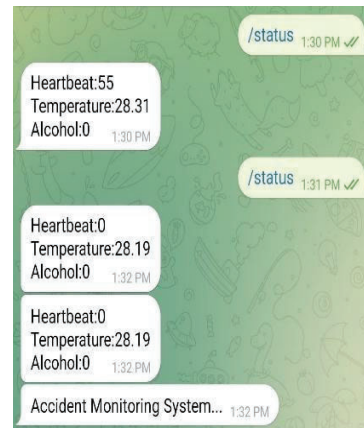 /status 1:30 PM
Heartbeat:55
Temperature:28.31
Alcohol:0 1:30 PM
/status 1:31 PM
Heartbeat:0
Temperature:28.19
Alcohol:0 1:32 PM
Heartbeat:0
Temperature:28.19
Alcohol:0 1:32 PM
Accident Monitoring System... 1:32 PM